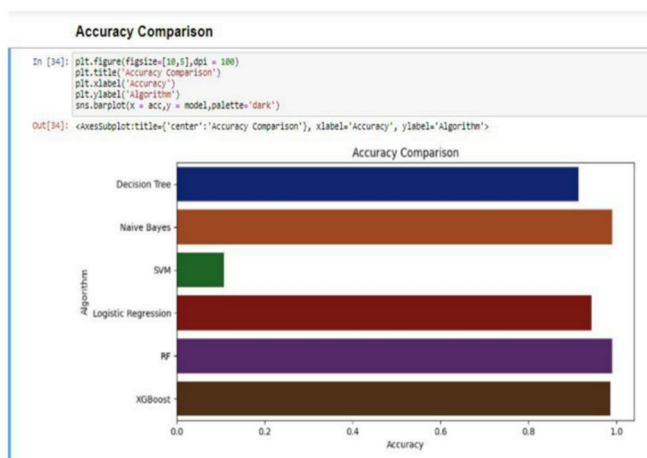 Accuracy Comparison
In [34]: plt.figure(figsize=[10,5],dpi = 100)
plt.title('Accuracy Comparison')
plt.xlabel('Accuracy')
plt.ylabel('Algorithm')
sns.barplot(x = acc,y = model,palette='dark')
Out[34]: <AxesSubplot:title={'center':'Accuracy Comparison'}, xlabel='Accuracy', ylabel='Algorithm'>
Accuracy Comparison
Algorithm
Decision Tree
Naive Bayes
SVM
Logistic Regression
RF
XGBoost
0.0 0.2 0.4 0.6 0.8 1.0
Accuracy